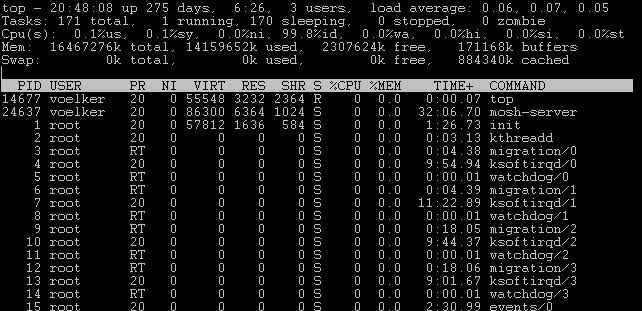 top - 20:48:08 up 275 days,  6:26,  3 users,  load average: 0.06, 0.07, 0.05
Tasks: 171 total,   1 running, 170 sleeping,   0 stopped,   0 zombie
Cpu(s):  0.1%us,  0.1%sy,  0.0%ni, 99.8%id,  0.0%wa,  0.0%hi,  0.0%si,  0.0%st
Mem:  16467276k total, 14159652k used,  2307624k free,   171168k buffers
Swap:        0k total,        0k used,        0k free,   884340k cached
PID USER      PR  NI  VIRT  RES  SHR S %CPU %MEM    TIME+  COMMAND
14677 voelker   20   0 55548 3232 2364 R    0  0.0   0:00.07 top
24637 voelker   20   0 86300 6364 1024 S    0  0.0  32:06.70 mosh-server
1 root      20   0 57812 1636  584 S    0  0.0   1:26.73 init
2 root      20   0     0    0    0 S    0  0.0   0:03.13 kthreadd
3 root      RT   0     0    0    0 S    0  0.0   0:04.38 migration/0
4 root      20   0     0    0    0 S    0  0.0   9:54.94 ksoftirqd/0
5 root      RT   0     0    0    0 S    0  0.0   0:00.01 watchdog/0
6 root      RT   0     0    0    0 S    0  0.0   0:04.39 migration/1
7 root      20   0     0    0    0 S    0  0.0  11:22.89 ksoftirqd/1
8 root      RT   0     0    0    0 S    0  0.0   0:00.01 watchdog/1
9 root      RT   0     0    0    0 S    0  0.0   0:18.05 migration/2
10 root      20   0     0    0    0 S    0  0.0   9:44.37 ksoftirqd/2
11 root      RT   0     0    0    0 S    0  0.0   0:00.01 watchdog/2
12 root      RT   0     0    0    0 S    0  0.0   0:18.06 migration/3
13 root      20   0     0    0    0 S    0  0.0   9:01.67 ksoftirqd/3
14 root      RT   0     0    0    0 S    0  0.0   0:00.01 watchdog/3
15 root      20   0     0    0    0 S    0  0.0   2:30.99 events/0